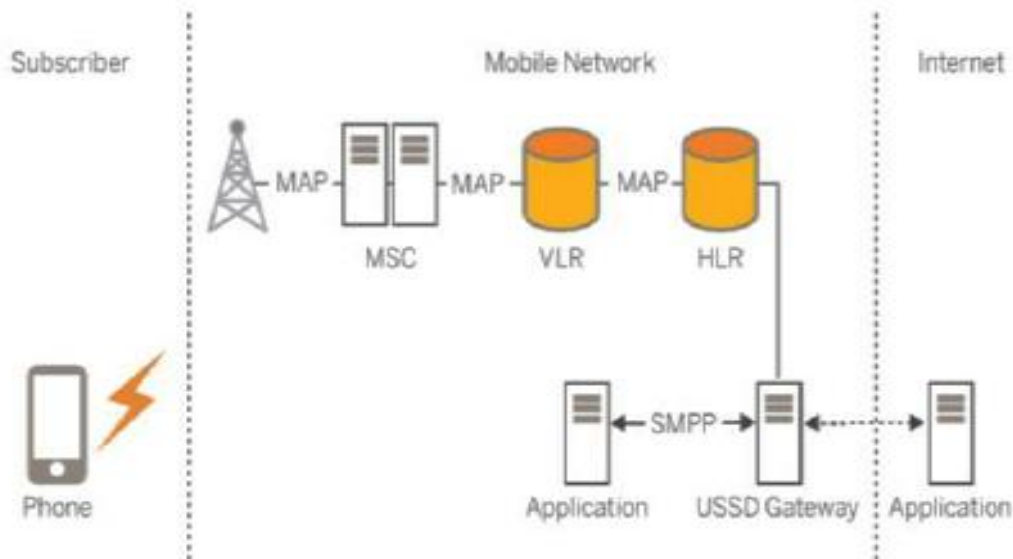 Subscriber
Mobile Network
Internet
MAP
MAP
MAP
MSC
VLR
HLR
SMPP
Phone
Application
USSD Gateway
Application